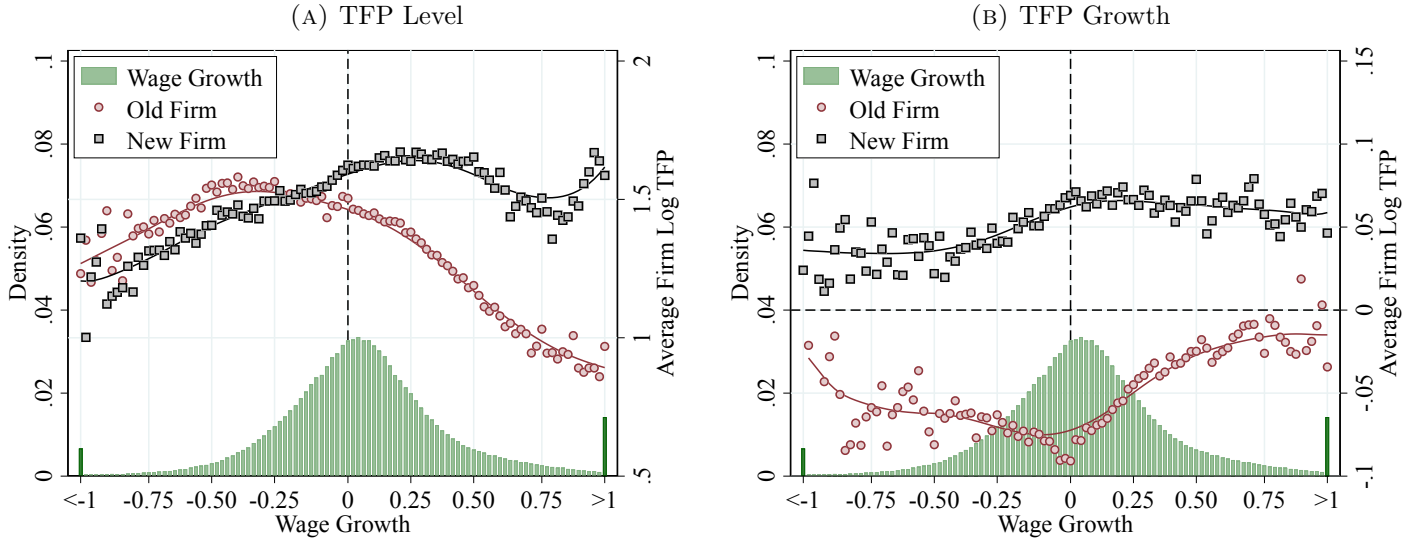 (A) TFP Level
.1
.08
.06
.04
.02
0
Density
2
1.5
1
.5
Average Firm Log TFP
Wage Growth
Old Firm
New Firm
<-1
-0.75
-0.50
-0.25
0
0.25
0.50
0.75
>1
Wage Growth
(B) TFP Growth
.1
.08
.06
.04
.02
0
Density
.15
.1
.05
0
-.05
-.1
Average Firm Log TFP
Wage Growth
Old Firm
New Firm
<-1
-0.75
-0.50
-0.25
0
0.25
0.50
0.75
>1
Wage Growth